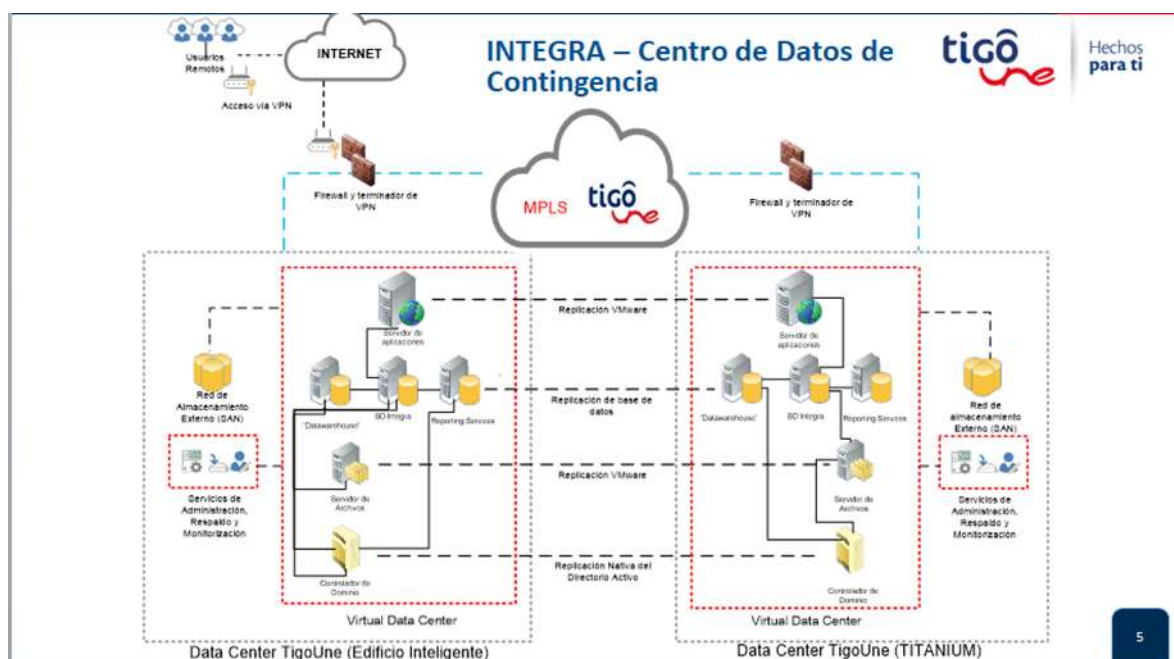 INTEGRA – Centro de Datos de
Contingencia
tigô
une
Hechos
para ti
INTERNET
Usuarios
Remotos
Acceso vía VPN
Firewall y terminador de
VPN
MPLS
tigô
une
Firewall y terminador de
VPN
Servidor de
aplicaciones
Replicación VMware
Servidor de
aplicaciones
Red de
Almacenamiento
Externo (SAN)
"Datawarehouse"
BD Integra
Reporting Services
Replicación de base de
datos
"Datawarehouse"
BD Integra
Reporting Services
Red de
almacenamiento
Externo (SAN)
Servicios de
Administración,
Respaldo y
Monitorización
Servidor de
Archivos
Replicación VMware
Servidor de
Archivos
Servicios de
Administración,
Respaldo y
Monitorización
Controlador de
Dominio
Replicación Nativa del
Directorio Activo
Controlador de
Dominio
Virtual Data Center
Virtual Data Center
Data Center TigoUne (Edificio Inteligente)
Data Center TigoUne (TITANIUM)
5